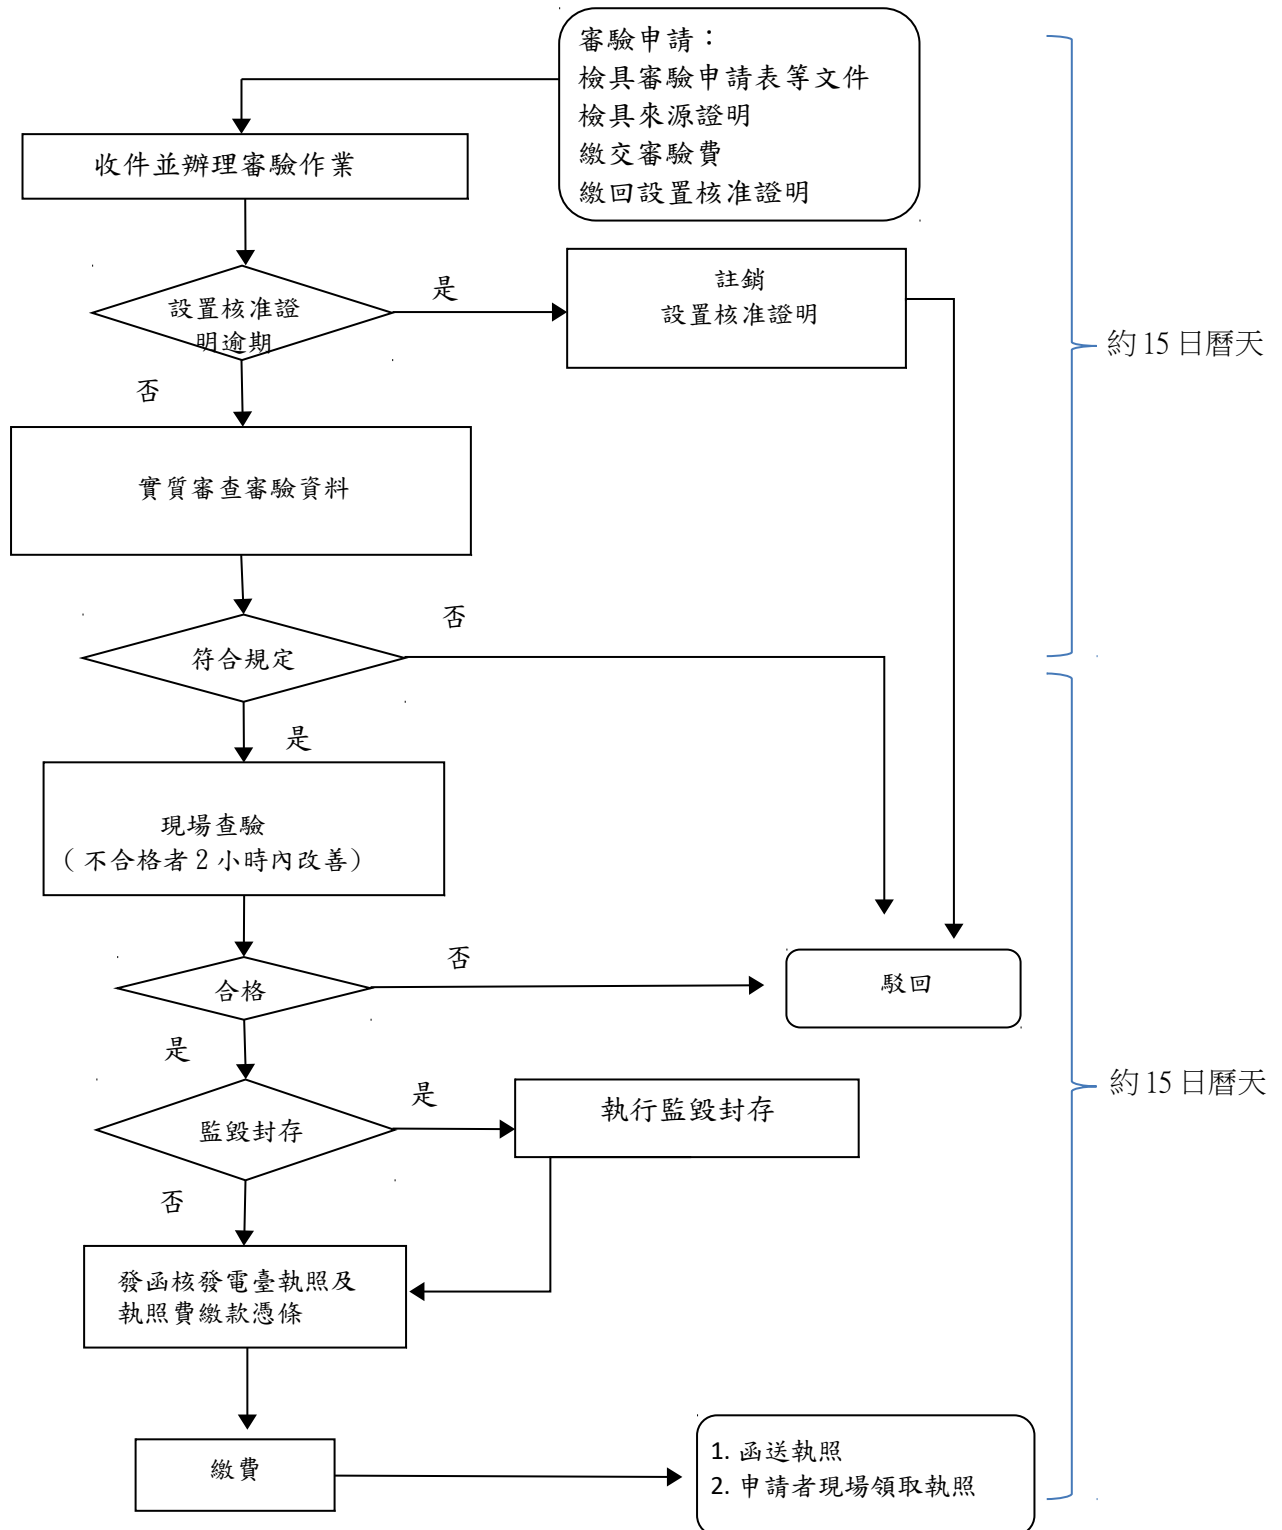 審驗申請：
檢具審驗申請表等文件
檢具來源證明
繳交審驗費
繳回設置核准證明
收件並辦理審驗作業
設置核准證
明逾期
是
註銷
設置核准證明
約 15 日曆天
否
實質審查審驗資料
否
符合規定
是
現場查驗
（不合格者 2 小時內改善）
否
合格
駁回
是
約 15 日曆天
監毀封存
是
執行監毀封存
否
發函核發電臺執照及
執照費繳款憑條
繳費
1. 函送執照
2. 申請者現場領取執照